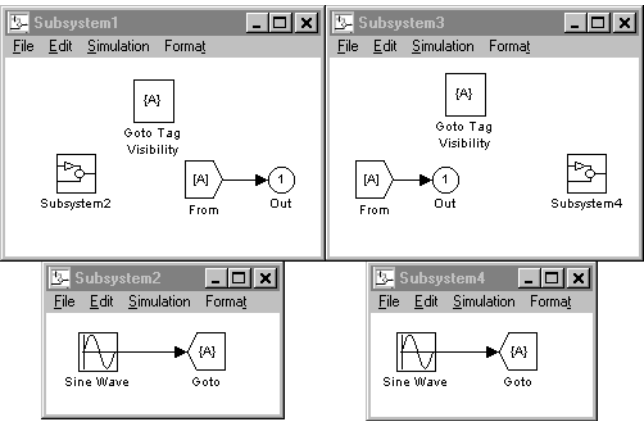 Subsystem1
File Edit Simulation Format
{A}
Goto Tag
Visibility
Subsystem2
[A]
From
1
Out
Subsystem3
File Edit Simulation Format
{A}
Goto Tag
Visibility
[A]
From
1
Out
Subsystem4
Subsystem2
File Edit Simulation Format
Sine Wave
{A}
Goto
Subsystem4
File Edit Simulation Format
Sine Wave
{A}
Goto